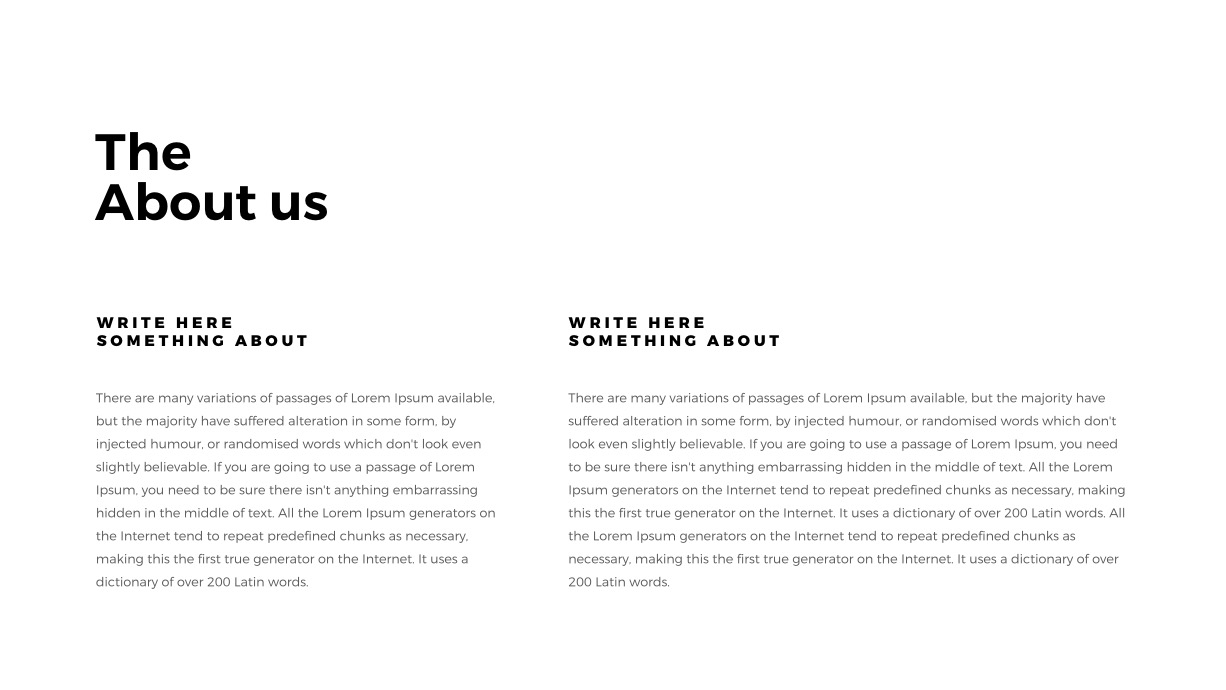 The
About us
WRITE HERE
SOMETHING ABOUT
There are many variations of passages of Lorem Ipsum available,
but the majority have suffered alteration in some form, by
injected humour, or randomised words which don't look even
slightly believable. If you are going to use a passage of Lorem
Ipsum, you need to be sure there isn't anything embarrassing
hidden in the middle of text. All the Lorem Ipsum generators on
the Internet tend to repeat predefined chunks as necessary,
making this the first true generator on the Internet. It uses a
dictionary of over 200 Latin words.
WRITE HERE
SOMETHING ABOUT
There are many variations of passages of Lorem Ipsum available, but the majority have
suffered alteration in some form, by injected humour, or randomised words which don't
look even slightly believable. If you are going to use a passage of Lorem Ipsum, you need
to be sure there isn't anything embarrassing hidden in the middle of text. All the Lorem
Ipsum generators on the Internet tend to repeat predefined chunks as necessary, making
this the first true generator on the Internet. It uses a dictionary of over 200 Latin words. All
the Lorem Ipsum generators on the Internet tend to repeat predefined chunks as
necessary, making this the first true generator on the Internet. It uses a dictionary of over
200 Latin words.